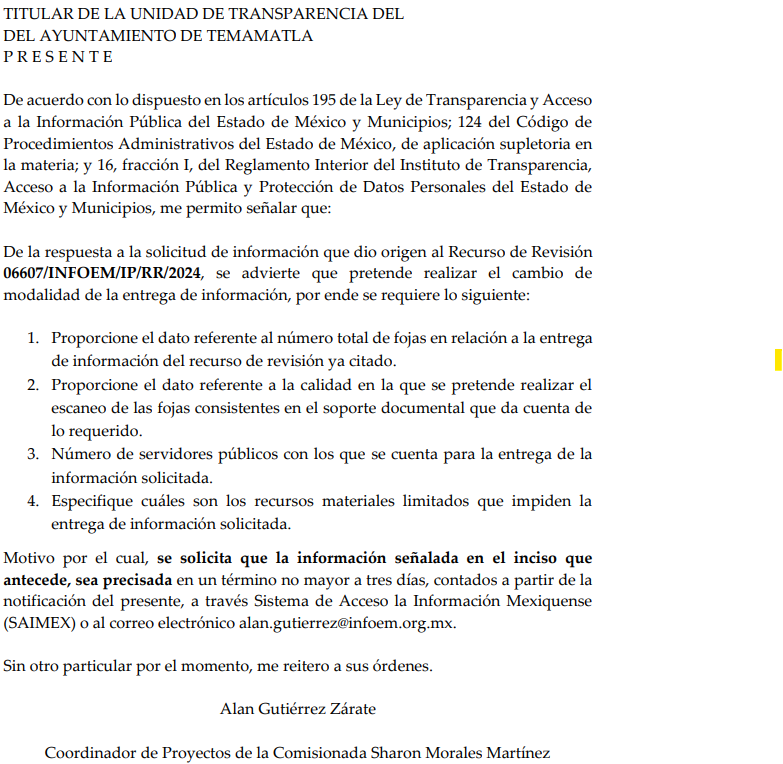 TITULAR DE LA UNIDAD DE TRANSPARENCIA DEL
DEL AYUNTAMIENTO DE TEMAMATLA
P R E S E N T E
De acuerdo con lo dispuesto en los artículos 195 de la Ley de Transparencia y Acceso
a la Información Pública del Estado de México y Municipios; 124 del Código de
Procedimientos Administrativos del Estado de México, de aplicación supletoria en
la materia; y 16, fracción I, del Reglamento Interior del Instituto de Transparencia,
Acceso a la Información Pública y Protección de Datos Personales del Estado de
México y Municipios, me permito señalar que:
De la respuesta a la solicitud de información que dio origen al Recurso de Revisión
06607/INFOEM/IP/RR/2024, se advierte que pretende realizar el cambio de
modalidad de la entrega de información, por ende se requiere lo siguiente:
1. Proporcione el dato referente al número total de fojas en relación a la entrega
de información del recurso de revisión ya citado.
2. Proporcione el dato referente a la calidad en la que se pretende realizar el
escaneo de las fojas consistentes en el soporte documental que da cuenta de
lo requerido.
3. Número de servidores públicos con los que se cuenta para la entrega de la
información solicitada.
4. Especifique cuáles son los recursos materiales limitados que impiden la
entrega de información solicitada.
Motivo por el cual, se solicita que la información señalada en el inciso que
antecede, sea precisada en un término no mayor a tres días, contados a partir de la
notificación del presente, a través Sistema de Acceso la Información Mexiquense
(SAIMEX) o al correo electrónico alan.gutierrez@infoem.org.mx.
Sin otro particular por el momento, me reitero a sus órdenes.
Alan Gutiérrez Zárate
Coordinador de Proyectos de la Comisionada Sharon Morales Martínez